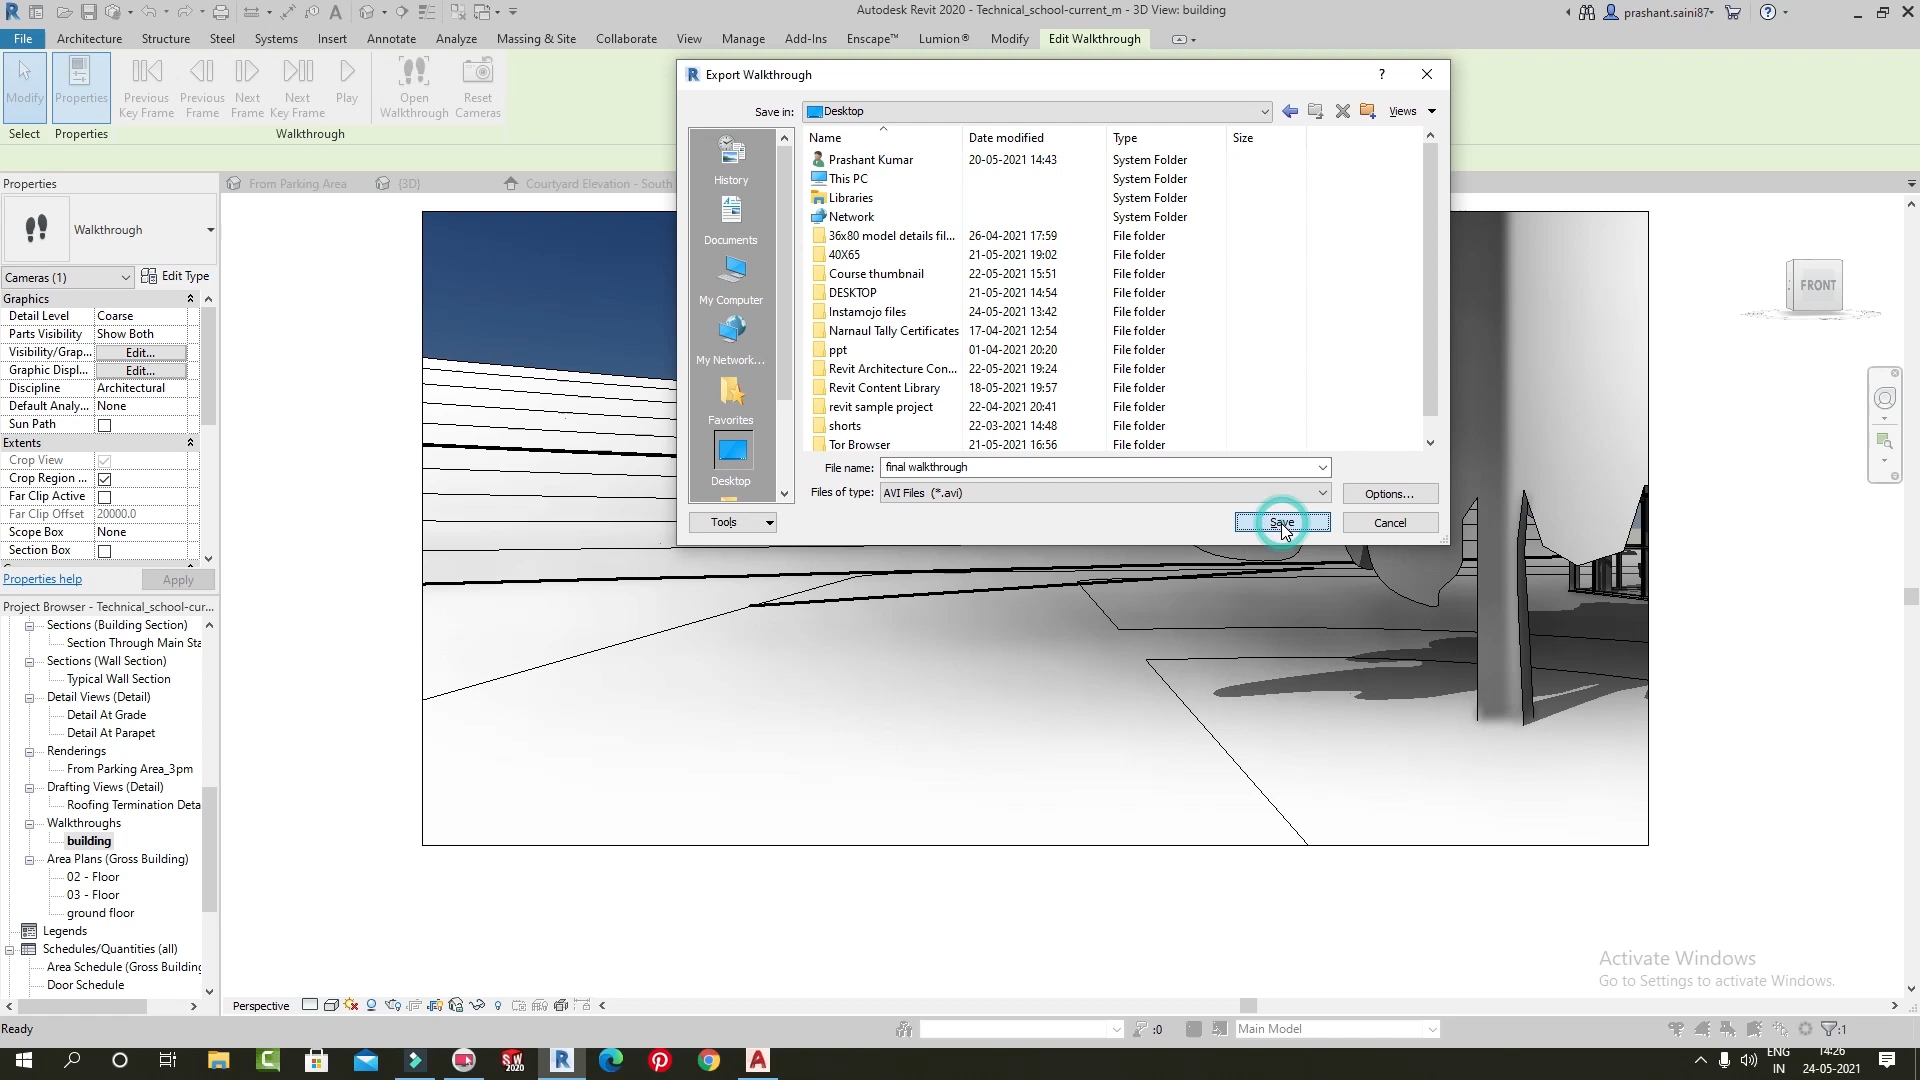 Autodesk Revit 2020 - Technical_school-current_m - 3D View: building
prashant.saini87
File Architecture Structure Steel Systems Insert Annotate Analyze Massing & Site Collaborate View Manage Add-Ins Enscape™ Lumion® Modify Edit Walkthrough
Modify
Properties
Previous Key Frame
Previous Frame
Next Frame
Next Key Frame
Play
Open Walkthrough
Reset Cameras
Select Properties Walkthrough
Properties
From Parking Area {3D} Courtyard Elevation - South
Walkthrough
Cameras (1) Edit Type
Graphics
Detail Level Coarse
Parts Visibility Show Both
Visibility/Grap... Edit...
Graphic Displ... Edit...
Discipline Architectural
Default Analy... None
Sun Path
Extents
Crop View
Crop Region ...
Far Clip Active
Far Clip Offset 20000.0
Scope Box None
Section Box
Properties help Apply
Project Browser - Technical_school-cur...
Sections (Building Section)
Section Through Main Sta
Sections (Wall Section)
Typical Wall Section
Detail Views (Detail)
Detail At Grade
Detail At Parapet
Renderings
From Parking Area_3pm
Drafting Views (Detail)
Roofing Termination Deta
Walkthroughs
building
Area Plans (Gross Building)
02 - Floor
03 - Floor
ground floor
Legends
Schedules/Quantities (all)
Area Schedule (Gross Building
Door Schedule
Export Walkthrough
Save in: Desktop Views
Name Date modified Type Size
Prashant Kumar 20-05-2021 14:43 System Folder
This PC System Folder
Libraries System Folder
Network System Folder
36x80 model details fil... 26-04-2021 17:59 File folder
40X65 21-05-2021 19:02 File folder
Course thumbnail 22-05-2021 15:51 File folder
DESKTOP 21-05-2021 14:54 File folder
Instamojo files 24-05-2021 13:42 File folder
Narnaul Tally Certificates 17-04-2021 12:54 File folder
ppt 01-04-2021 20:20 File folder
Revit Architecture Con... 22-05-2021 19:24 File folder
Revit Content Library 18-05-2021 19:57 File folder
revit sample project 22-04-2021 20:41 File folder
shorts 22-03-2021 14:48 File folder
Tor Browser 21-05-2021 16:56 File folder
History
Documents
My Computer
My Network...
Favorites
Desktop
File name: final walkthrough
Files of type: AVI Files (*.avi) Options...
Tools Save Cancel
FRONT
Activate Windows
Go to Settings to activate Windows.
Perspective
Ready :0 Main Model :1
SW 2020
ENG
IN
14:26
24-05-2021